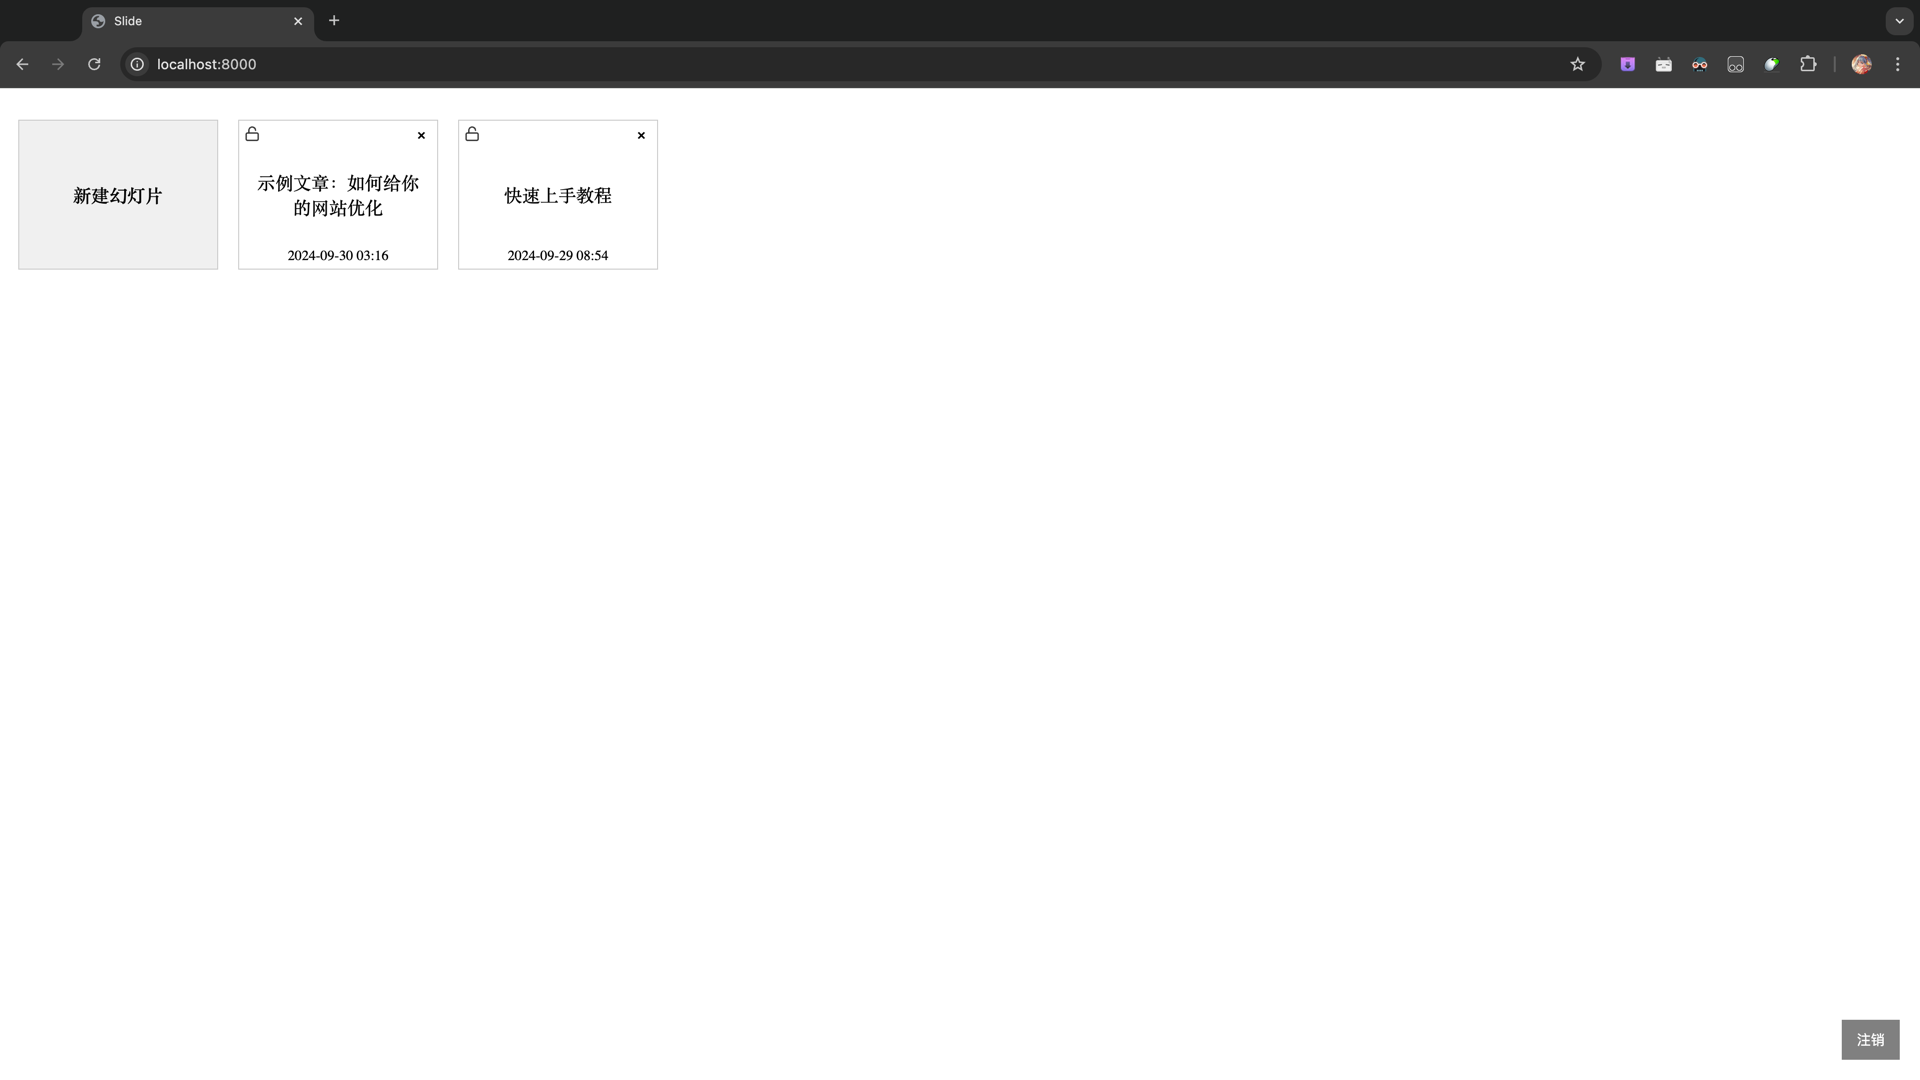 Slide
localhost:8000
新建幻灯片
示例文章：如何给你
的网站优化
2024-09-30 03:16
快速上手教程
2024-09-29 08:54
注销